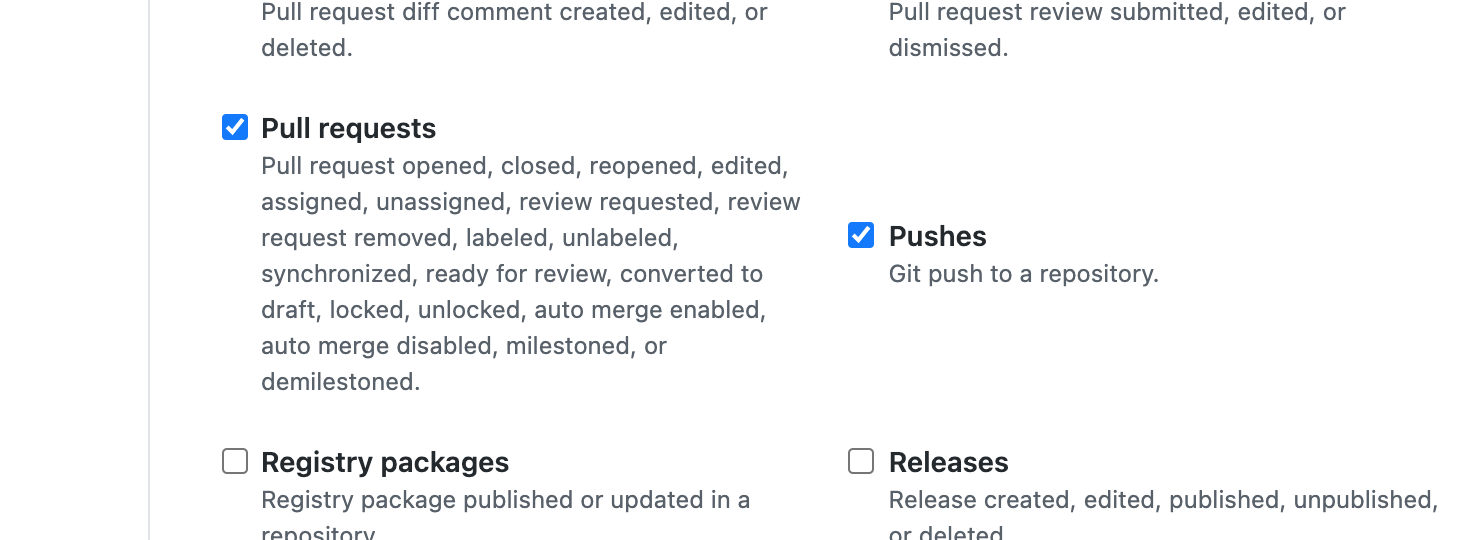 Pull request diff comment created, edited, or
deleted.
Pull request review submitted, edited, or
dismissed.
Pull requests
Pull request opened, closed, reopened, edited,
assigned, unassigned, review requested, review
request removed, labeled, unlabeled,
synchronized, ready for review, converted to
draft, locked, unlocked, auto merge enabled,
auto merge disabled, milestoned, or
demilestoned.
Pushes
Git push to a repository.
Registry packages
Registry package published or updated in a
repository.
Releases
Release created, edited, published, unpublished,
or deleted.